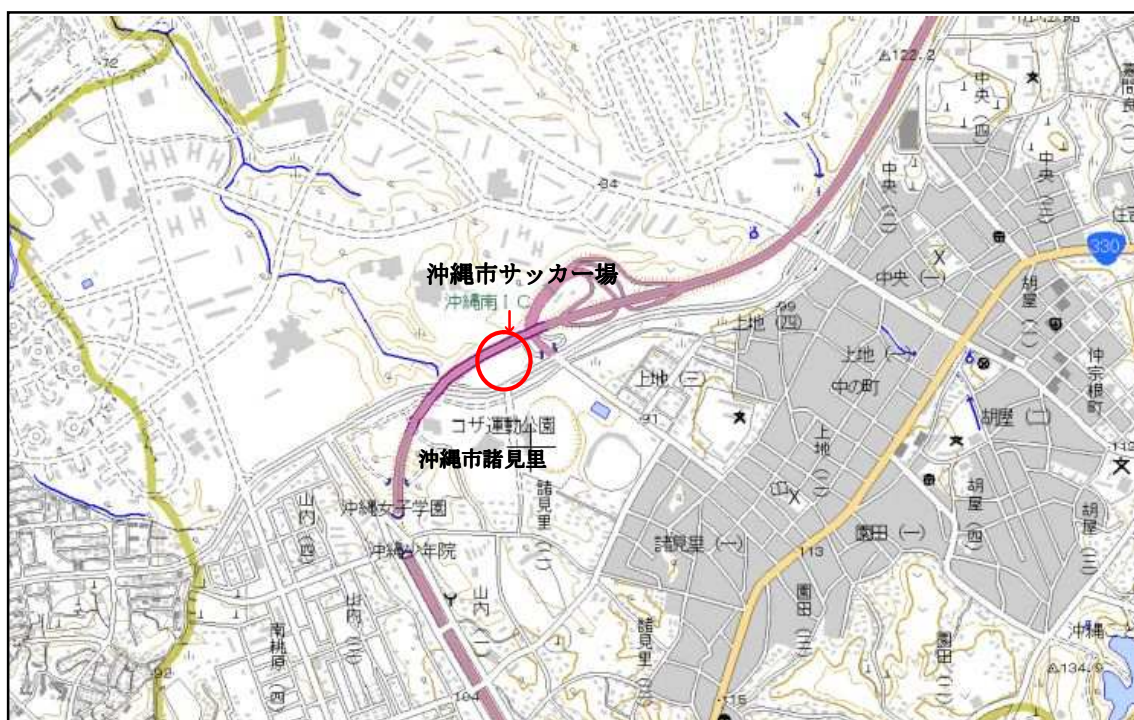 122.2
中央(四)
72
中央(三)
94
中央(二)
330
沖縄市サッカー場
沖縄南IC
中央(一)
胡屋(一)
99
上地(四)
上地(一)
仲宗根町
上地(三)
中の町
91
コザ運動公園
上地(二)
胡屋(二)
沖縄市諸見里
沖縄女子学園
諸見里(二)
山内(四)
沖縄少年院
諸見里(一)
113
園田(一)
胡屋(四)
胡屋(三)
山内(三)
山内(一)
南桃原(四)
諸見里(三)
園田(三)
園田(二)
沖縄
92
134.9
104
115